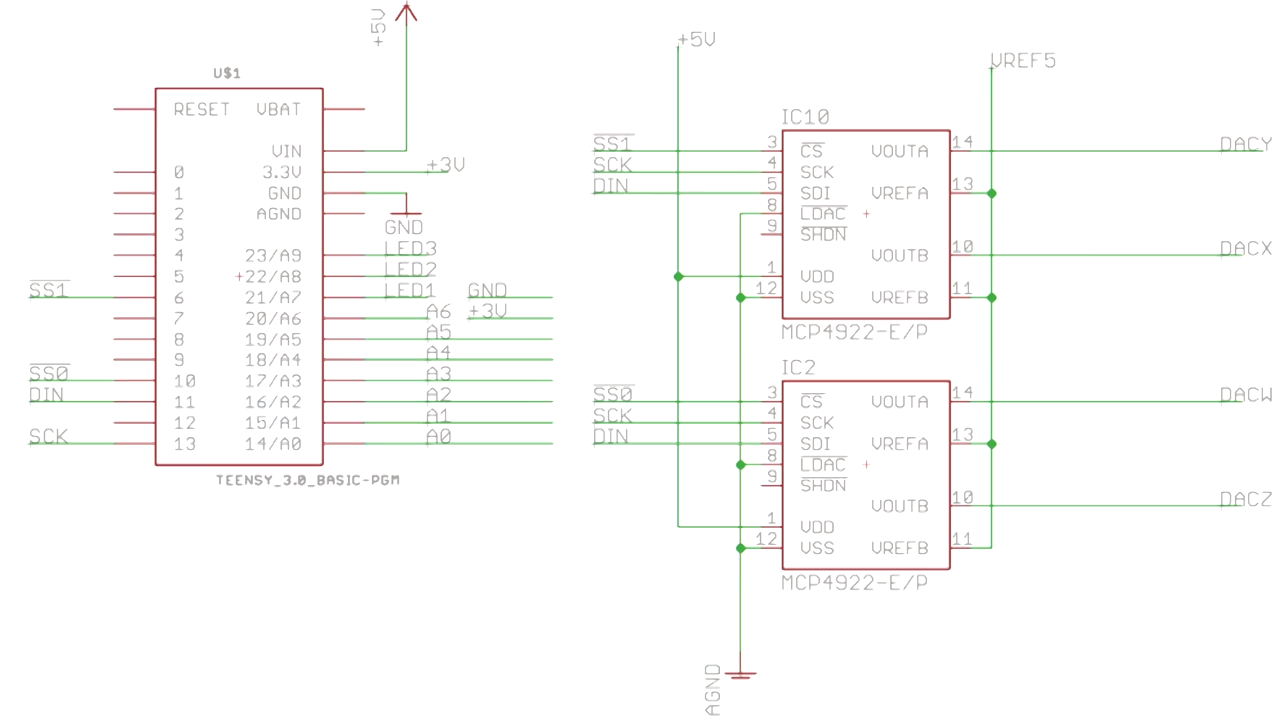 +5V
U$1
RESET VBAT
VIN
0 3.3V +3V
1 GND
2 AGND
GND
3
4 23/A9 LED3
5 +22/A8 LED2
SS1 6 21/A7 LED1 GND
7 20/A6 A6 +3V
8 19/A5 A5
9 18/A4 A4
SS0 10 17/A3 A3
DIN 11 16/A2 A2
12 15/A1 A1
SCK 13 14/A0 A0
TEENSY_3.0_BASIC-PGM
+5V
VREF5
IC10
SS1 3 CS VOUTA 14 DACY
SCK 4 SCK
DIN 5 SDI VREFA 13
8 LDAC +
9 SHDN
VOUTB 10 DACX
1 VDD
12 VSS VREFB 11
MCP4922-E/P
IC2
SS0 3 CS VOUTA 14 DACW
SCK 4 SCK
DIN 5 SDI VREFA 13
8 LDAC +
9 SHDN
VOUTB 10 DACZ
1 VDD
12 VSS VREFB 11
MCP4922-E/P
AGND